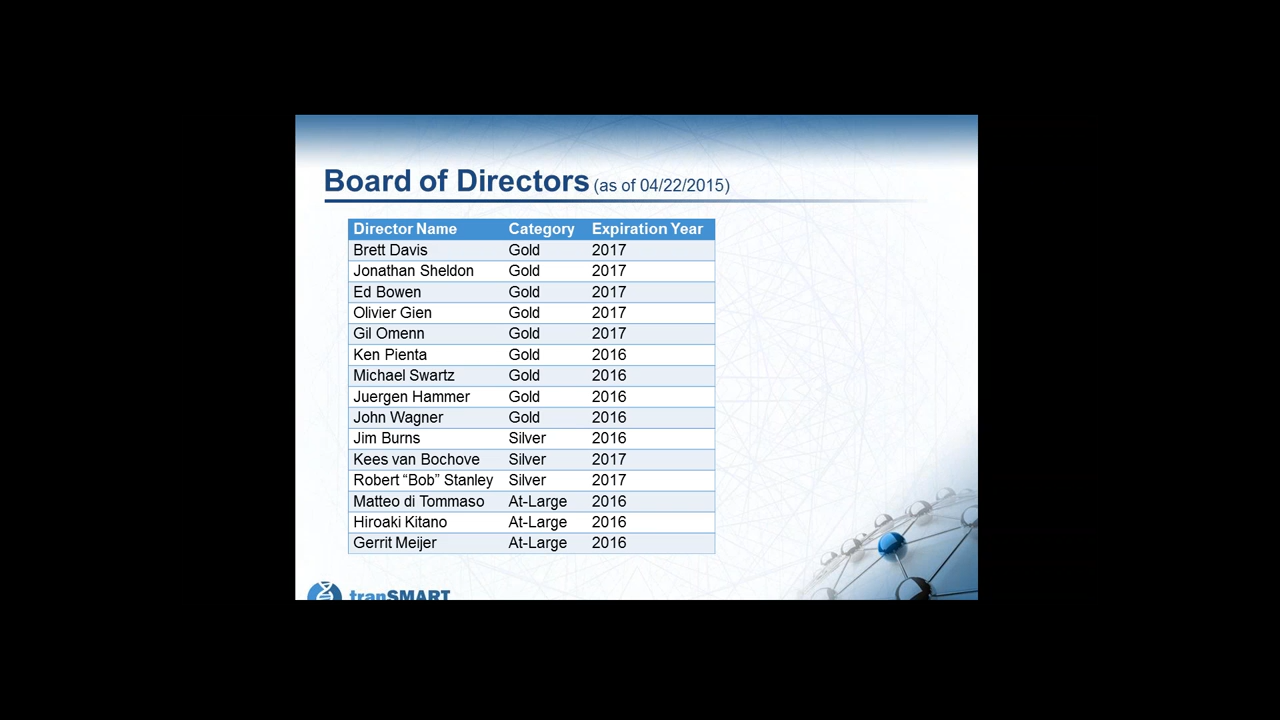 Board of Directors (as of 04/22/2015)
Director Name Category Expiration Year
Brett Davis Gold 2017
Jonathan Sheldon Gold 2017
Ed Bowen Gold 2017
Olivier Gien Gold 2017
Gil Omenn Gold 2017
Ken Pienta Gold 2016
Michael Swartz Gold 2016
Juergen Hammer Gold 2016
John Wagner Gold 2016
Jim Burns Silver 2016
Kees van Bochove Silver 2017
Robert “Bob” Stanley Silver 2017
Matteo di Tommaso At-Large 2016
Hiroaki Kitano At-Large 2016
Gerrit Meijer At-Large 2016
tranSMART